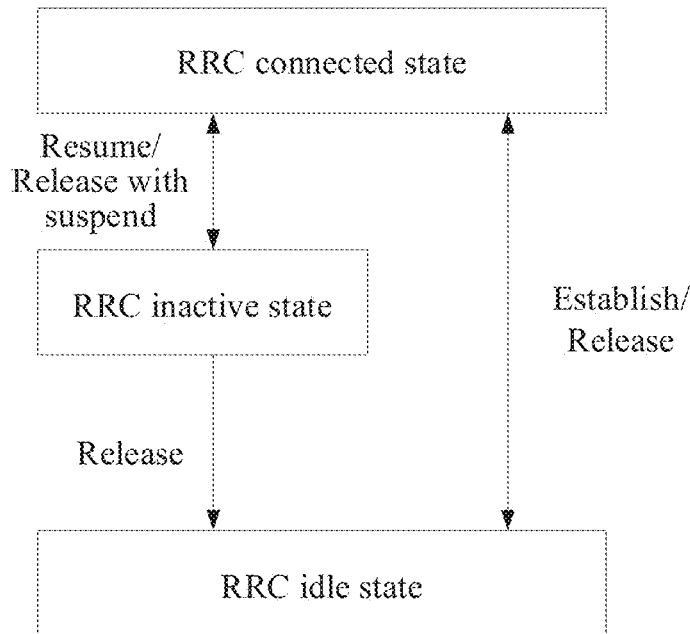 RRC connected state
Resume/
Release with
suspend
RRC inactive state
Establish/
Release
Release
RRC idle state